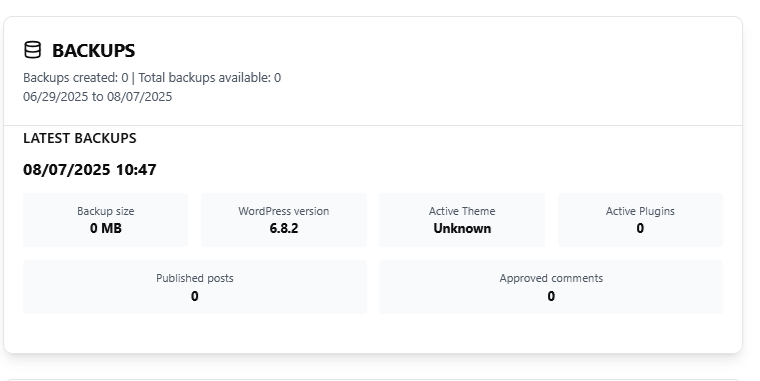 BACKUPS
Backups created: 0 | Total backups available: 0
06/29/2025 to 08/07/2025
LATEST BACKUPS
08/07/2025 10:47
Backup size
0 MB
WordPress version
6.8.2
Active Theme
Unknown
Active Plugins
0
Published posts
0
Approved comments
0